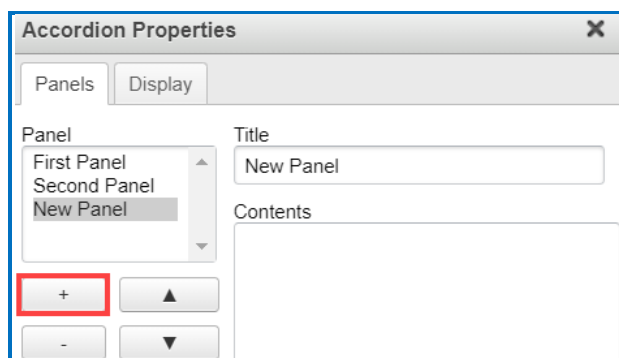 Accordion Properties
Panels Display
Panel
First Panel
Second Panel
New Panel
Title
New Panel
Contents
+
-